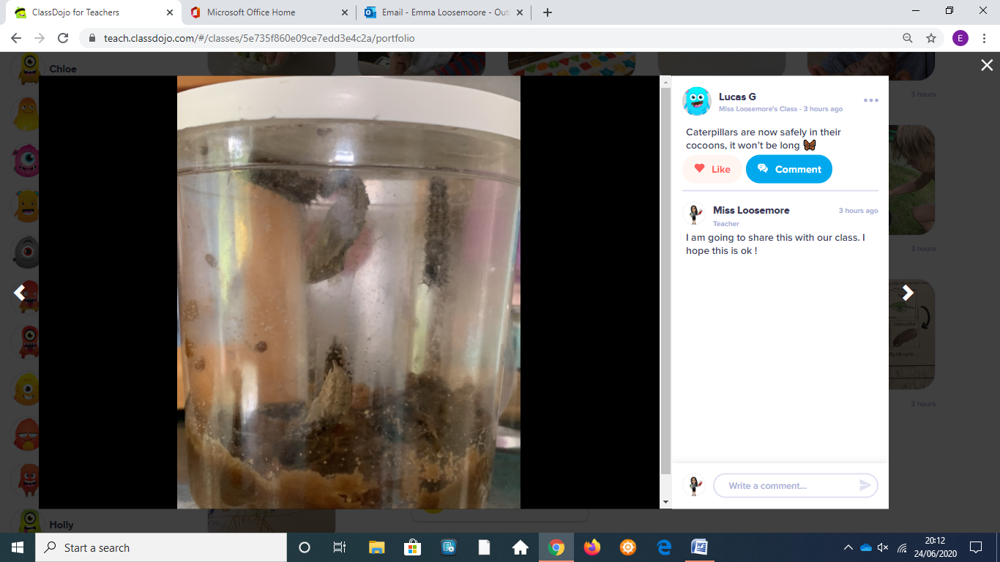 ClassDojo for Teachers
Microsoft Office Home
Email - Emma Loosemoore - Outl
teach.classdojo.com/#/classes/5e735f860e09ce7edd3e4c2a/portfolio
E
Chloe
3 hours
Lucas G
Miss Loosemore's Class - 3 hours ago
Caterpillars are now safely in their
cocoons, it won't be long
Like
Comment
Miss Loosemore
3 hours ago
Teacher
I am going to share this with our class. I
hope this is ok !
3 hours
Caterpillar
3 hours
Write a comment...
Holly
Start a search
20:12
24/06/2020